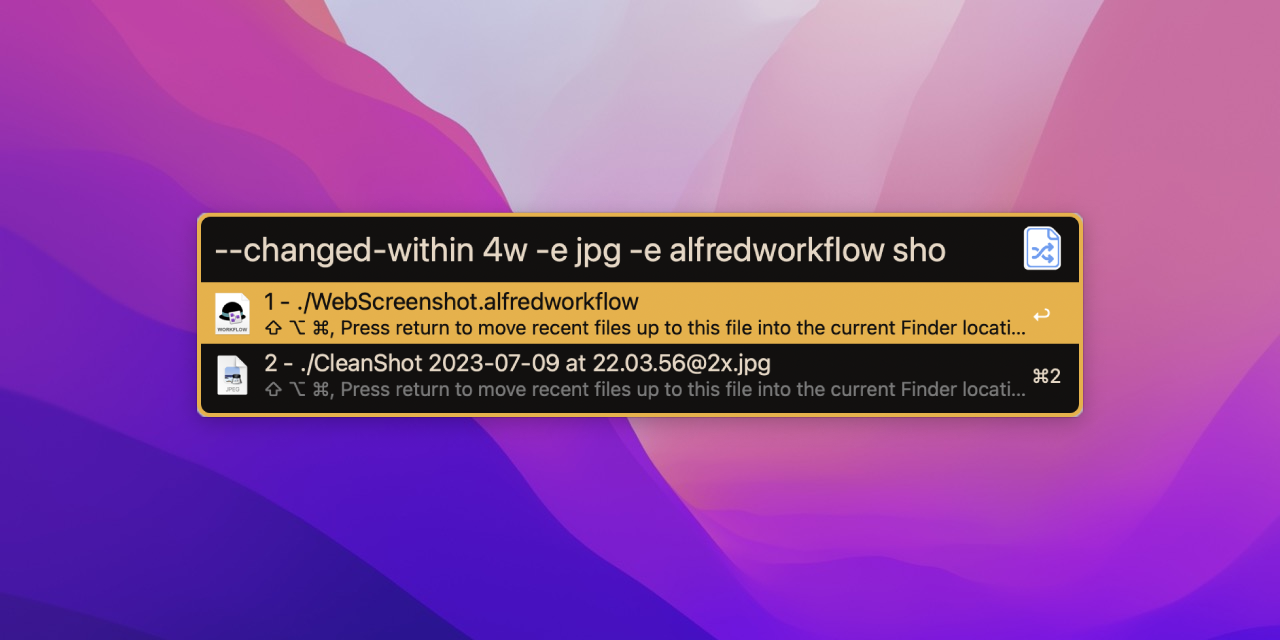 --changed-within 4w -e jpg -e alfredworkflow sho
1 - ./WebScreenshot.alfredworkflow
⇧ ⌥ ⌘, Press return to move recent files up to this file into the current Finder locati...
↩
WORKFLOW
2 - ./CleanShot 2023-07-09 at 22.03.56@2x.jpg
⇧ ⌥ ⌘, Press return to move recent files up to this file into the current Finder locati...
⌘2
JPEG